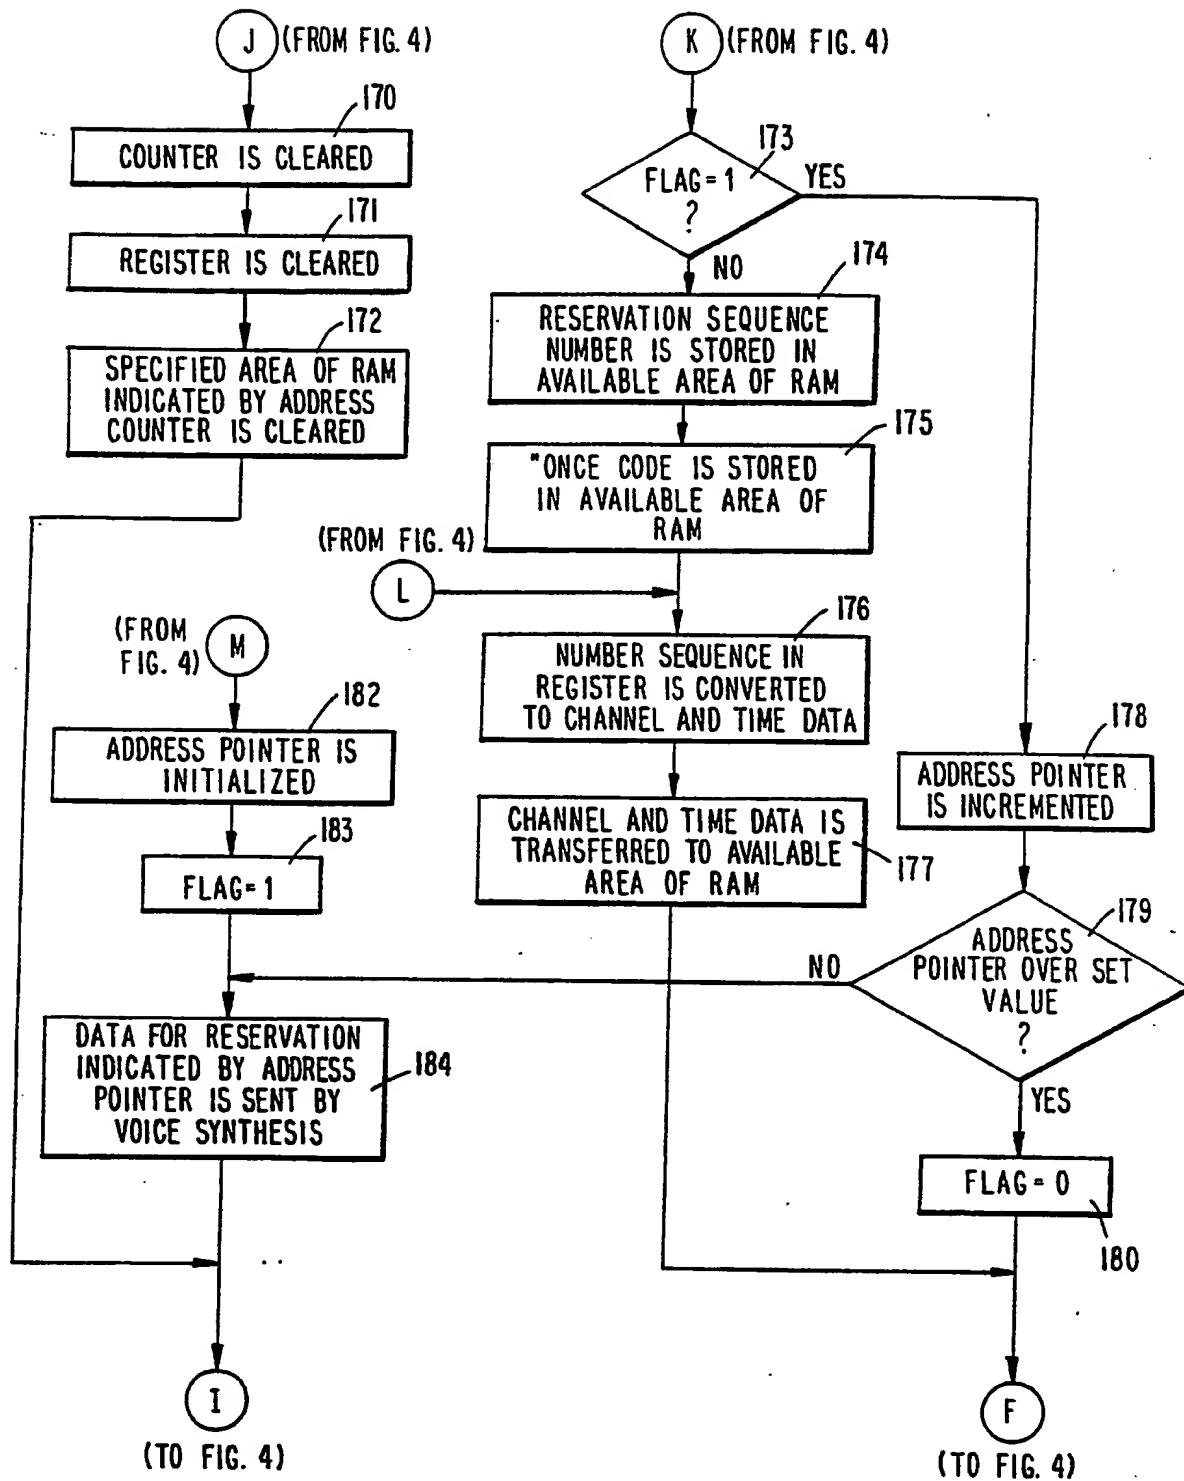 J (FROM FIG. 4)
170
COUNTER IS CLEARED
171
REGISTER IS CLEARED
172
SPECIFIED AREA OF RAM
INDICATED BY ADDRESS
COUNTER IS CLEARED
K (FROM FIG. 4)
173
FLAG = 1
?
YES
NO
174
RESERVATION SEQUENCE
NUMBER IS STORED IN
AVAILABLE AREA OF RAM
175
"ONCE CODE IS STORED
IN AVAILABLE AREA OF
RAM
(FROM FIG. 4)
L
176
NUMBER SEQUENCE IN
REGISTER IS CONVERTED
TO CHANNEL AND TIME DATA
CHANNEL AND TIME DATA IS
TRANSFERRED TO AVAILABLE
AREA OF RAM
177
178
ADDRESS POINTER
IS INCREMENTED
179
ADDRESS
POINTER OVER SET
VALUE
?
NO
YES
FLAG = 0
180
(FROM
FIG. 4)
M
182
ADDRESS POINTER IS
INITIALIZED
183
FLAG = 1
DATA FOR RESERVATION
INDICATED BY ADDRESS
POINTER IS SENT BY
VOICE SYNTHESIS
184
I
(TO FIG. 4)
F
(TO FIG. 4)